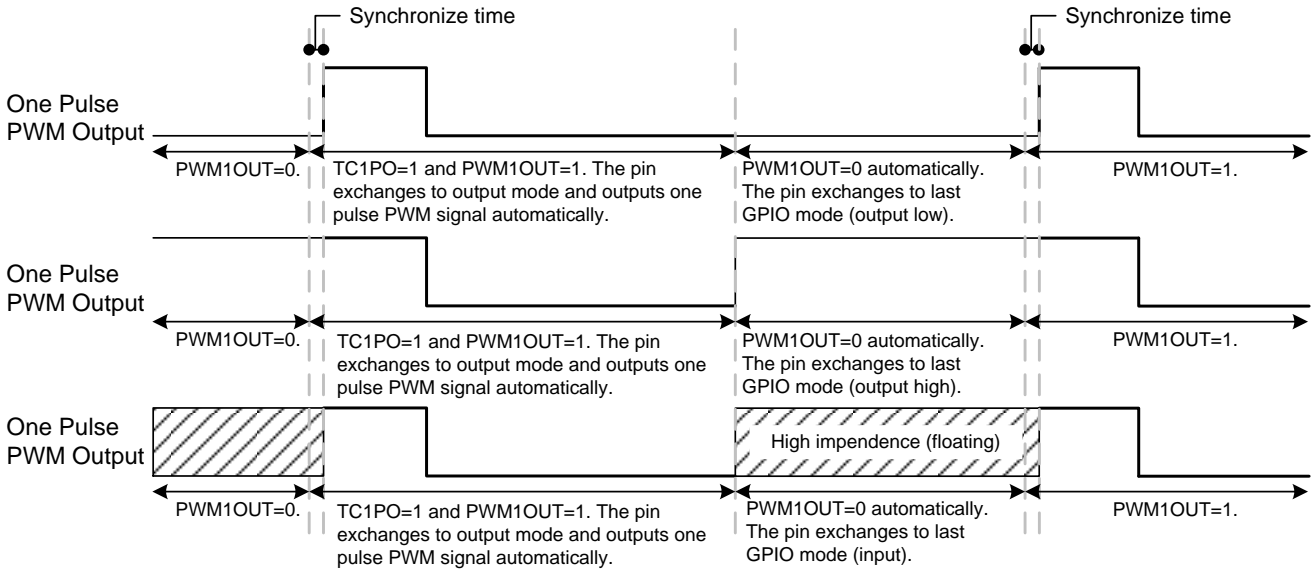 Synchronize time
Synchronize time
One Pulse
PWM Output
PWM1OUT=0.
TC1PO=1 and PWM1OUT=1. The pin
exchanges to output mode and outputs one
pulse PWM signal automatically.
PWM1OUT=0 automatically.
The pin exchanges to last
GPIO mode (output low).
PWM1OUT=1.
One Pulse
PWM Output
PWM1OUT=0.
TC1PO=1 and PWM1OUT=1. The pin
exchanges to output mode and outputs one
pulse PWM signal automatically.
PWM1OUT=0 automatically.
The pin exchanges to last
GPIO mode (output high).
PWM1OUT=1.
One Pulse
PWM Output
High impendence (floating)
PWM1OUT=0.
TC1PO=1 and PWM1OUT=1. The pin
exchanges to output mode and outputs one
pulse PWM signal automatically.
PWM1OUT=0 automatically.
The pin exchanges to last
GPIO mode (input).
PWM1OUT=1.